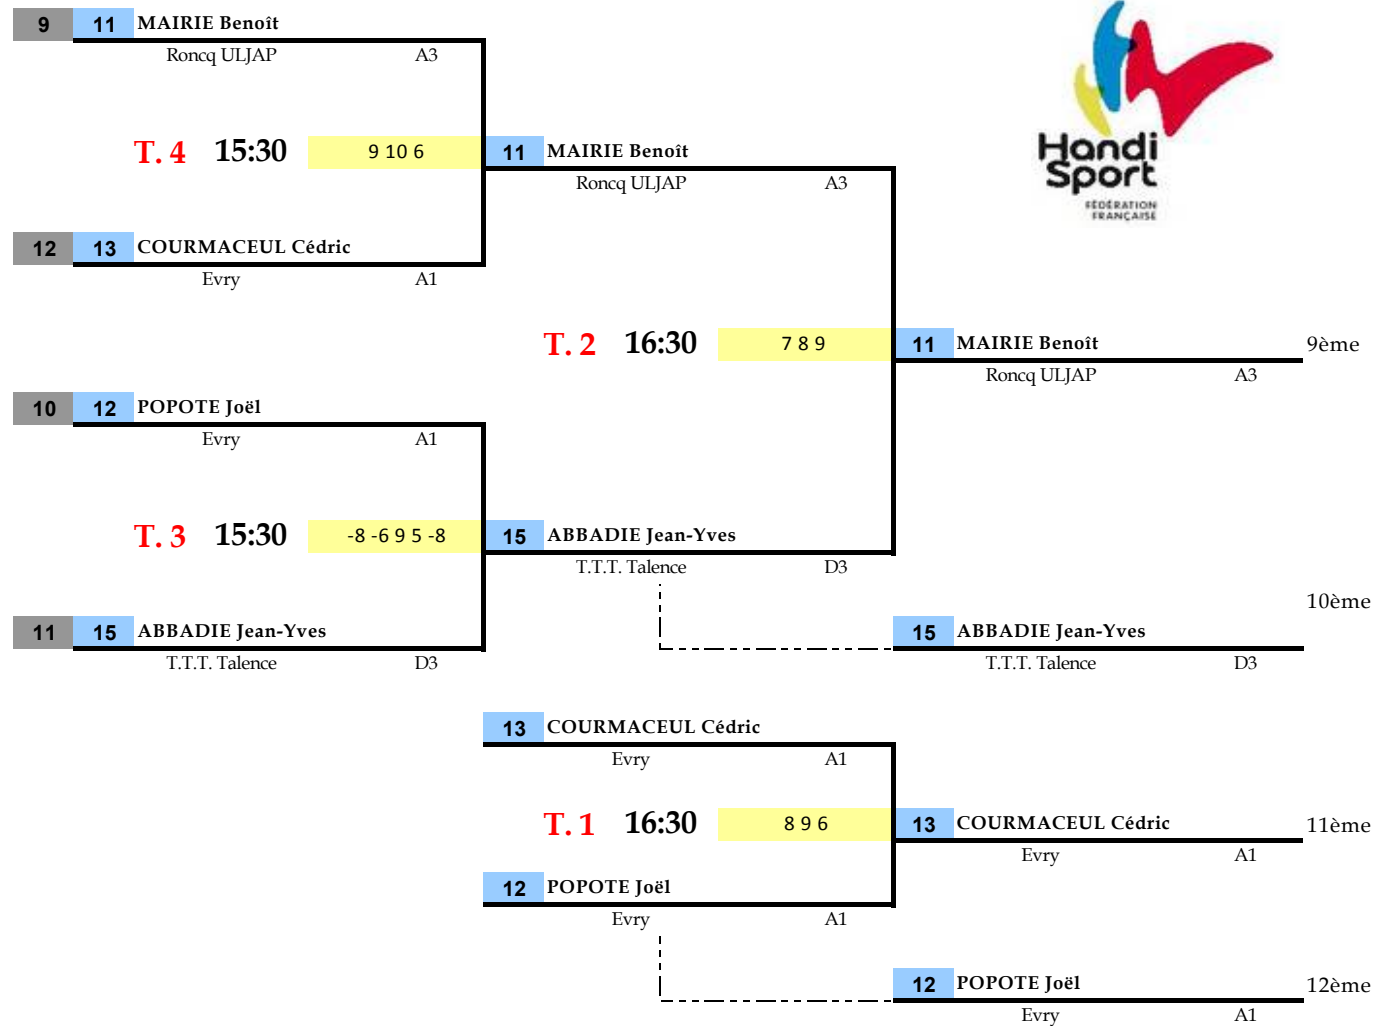 9 11 MAIRIE Benoît
Roncq ULJAP A3
Handi
Sport
FÉDÉRATION
FRANÇAISE
T. 4 15:30 9 10 6 11 MAIRIE Benoît
Roncq ULJAP A3
12 13 COURMACEUL Cédric
Evry A1
T. 2 16:30 7 8 9 11 MAIRIE Benoît 9ème
Roncq ULJAP A3
10 12 POPOTE Joël
Evry A1
T. 3 15:30 -8 -6 9 5 -8 15 ABBADIE Jean-Yves
T.T.T. Talence D3
10ème
11 15 ABBADIE Jean-Yves 15 ABBADIE Jean-Yves
T.T.T. Talence D3 T.T.T. Talence D3
13 COURMACEUL Cédric
Evry A1
T. 1 16:30 8 9 6 13 COURMACEUL Cédric 11ème
Evry A1
12 POPOTE Joël
Evry A1
12 POPOTE Joël 12ème
Evry A1